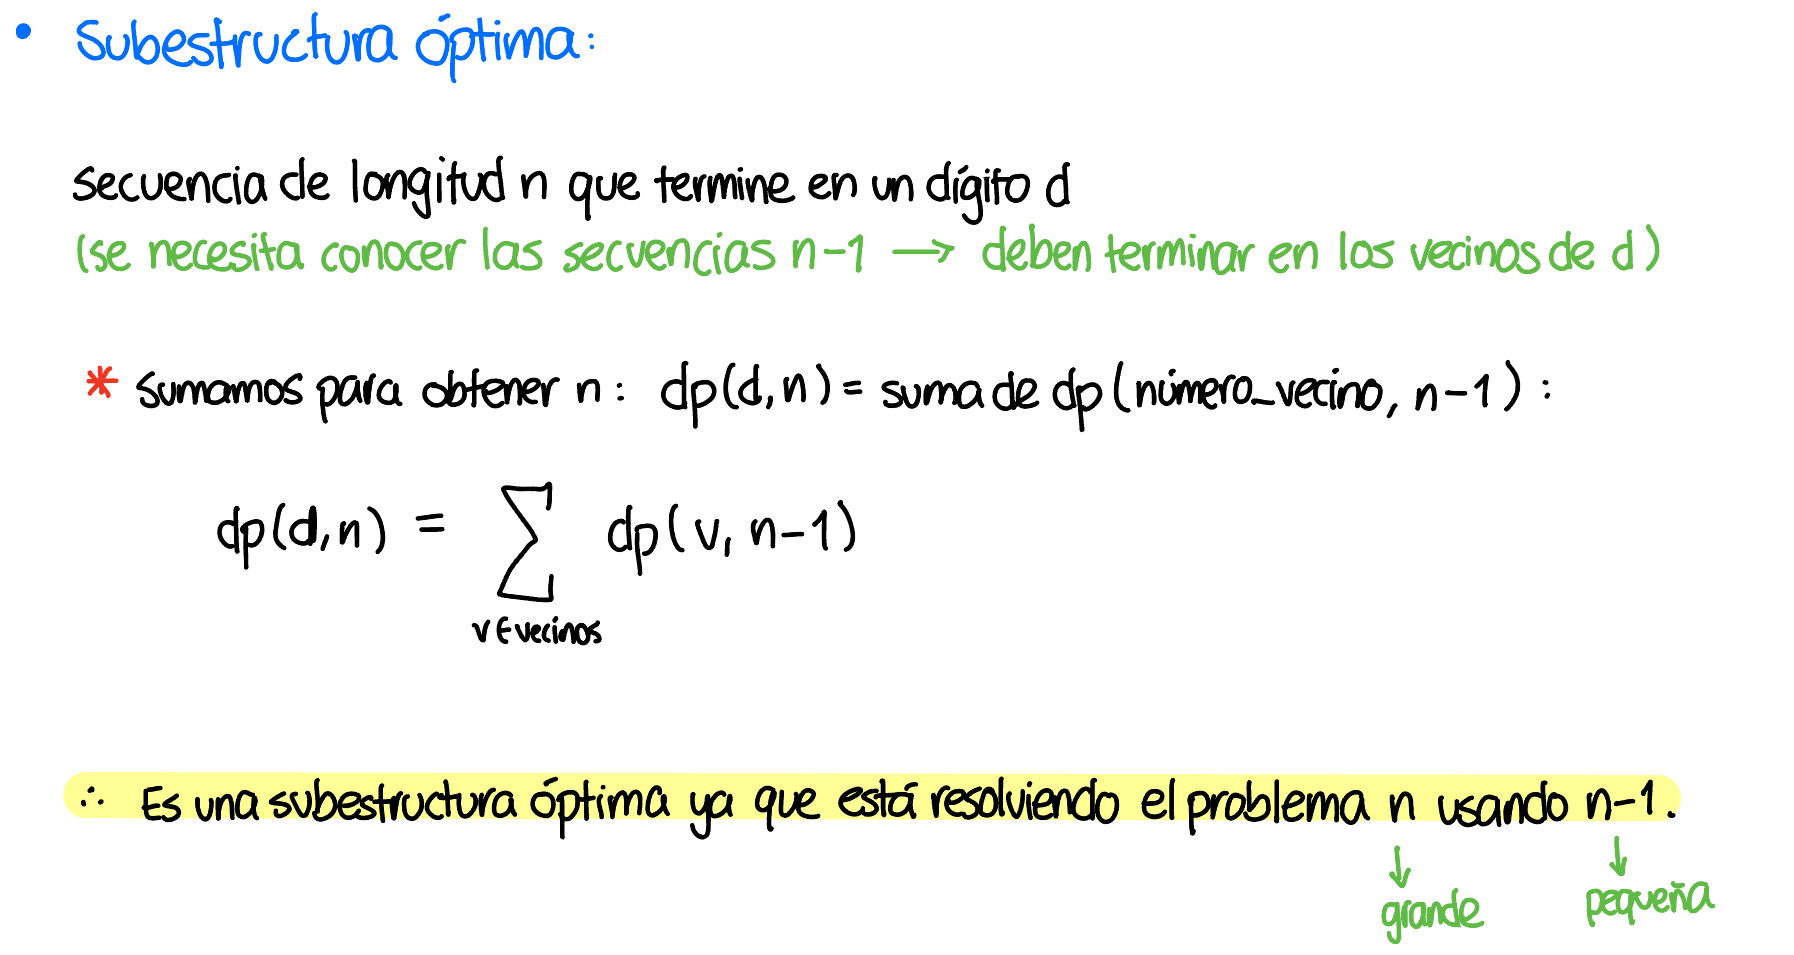 • Subestructura óptima:
secuencia de longitud n que termine en un dígito d
(se necesita conocer las secuencias n-1 → deben terminar en los vecinos de d)
* Sumamos para obtener n: dp(d,n) = suma de dp(número_vecino, n-1):
dp(d,n) = ∑ dp(v, n-1)
v ∈ vecinos
∴ Es una subestructura óptima ya que está resolviendo el problema n usando n-1.
↓ ↓
grande pequeña